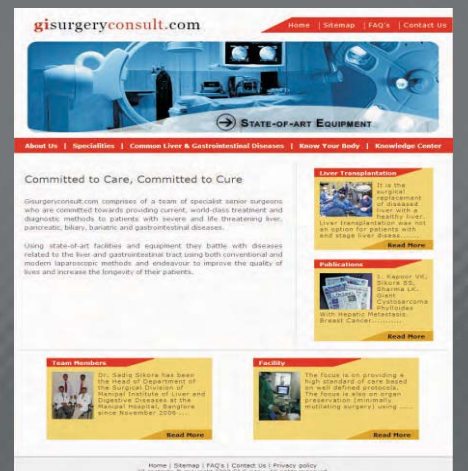 gisurgeryconsult.com
Home | Sitemap | FAQ's | Contact Us
STATE-OF-ART EQUIPMENT
About Us | Specialities | Common Liver & Gastrointestinal Diseases | Know Your Body | Knowledge Center
Committed to Care, Committed to Cure
Gisurgeryconsult.com comprises of a team of specialist senior surgeons
who are committed towards providing current, world-class treatment and
diagnostic methods to patients with severe and life threatening liver,
pancreatic, biliary, bariatric and gastrointestinal diseases.
Using state-of-art facilities and equipment they battle with diseases
related to the liver and gastrointestinal tract using both conventional and
modern laparoscopic methods and endeavour to improve the quality of
lives and increase the longevity of their patients.
Liver Transplantation
It is the
surgical
replacement
of diseased
liver with a
healthy liver.
Liver transplantation was not
an option for patients with
end stage liver diseae......
Read More
Publications
1. Kapoor VK,
Sikora SS,
Sharma LK.
Giant
Cystosarcoma
Phylloides
With Hepatic Metastasis.
Breast Cancer..........
Read More
Team Members
Dr. Sadiq Sikora has been
the Head of Department of
the Surgical Division of
Manipal Institute of Liver and
Digestive Diseases at the
Manipal Hospital, Banglore
since November 2006 ....
Read More
Facility
The focus is on providing a
high standard of care based
on well defined protocols.
The focus is also on organ
preservation (minimally
mutilating surgery) using .....
Read More
Home | Sitemap | FAQ's | Contact Us | Privacy policy